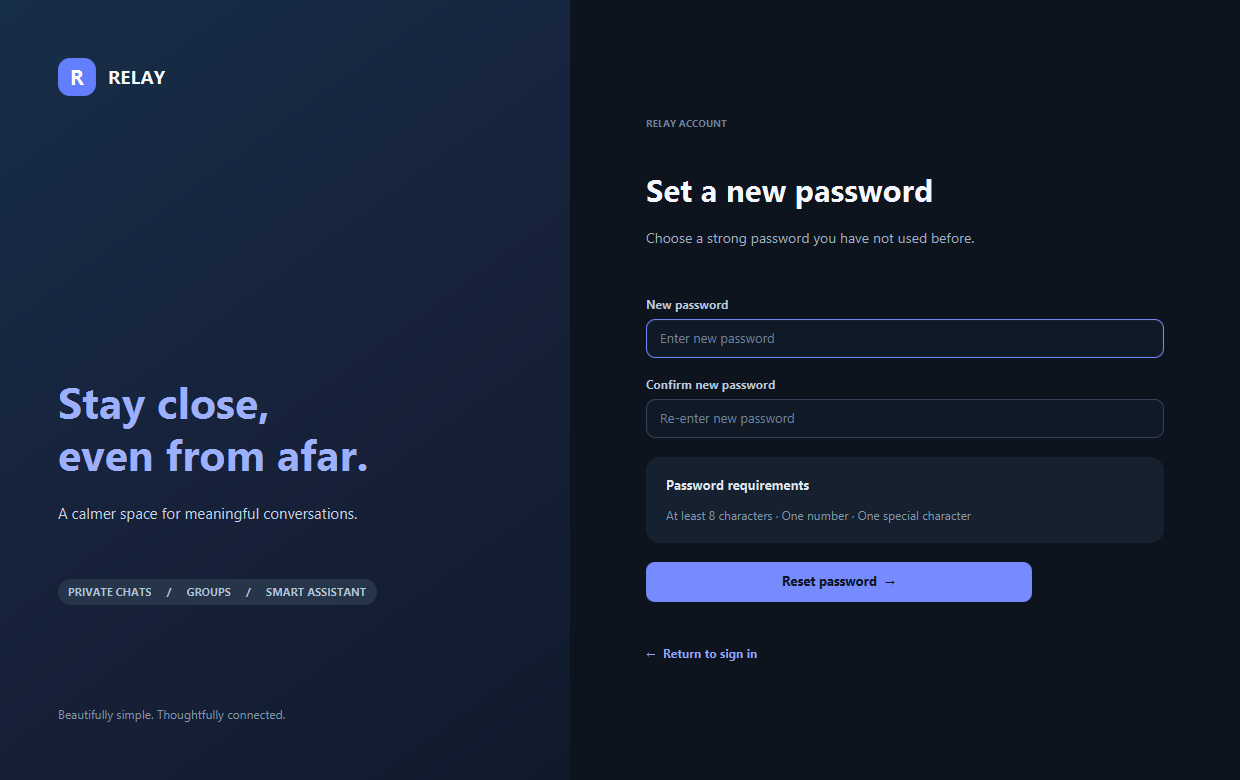 R RELAY
Stay close,
even from afar.
A calmer space for meaningful conversations.
PRIVATE CHATS / GROUPS / SMART ASSISTANT
Beautifully simple. Thoughtfully connected.
RELAY ACCOUNT
Set a new password
Choose a strong password you have not used before.
New password
Enter new password
Confirm new password
Re-enter new password
Password requirements
At least 8 characters · One number · One special character
Reset password →
← Return to sign in